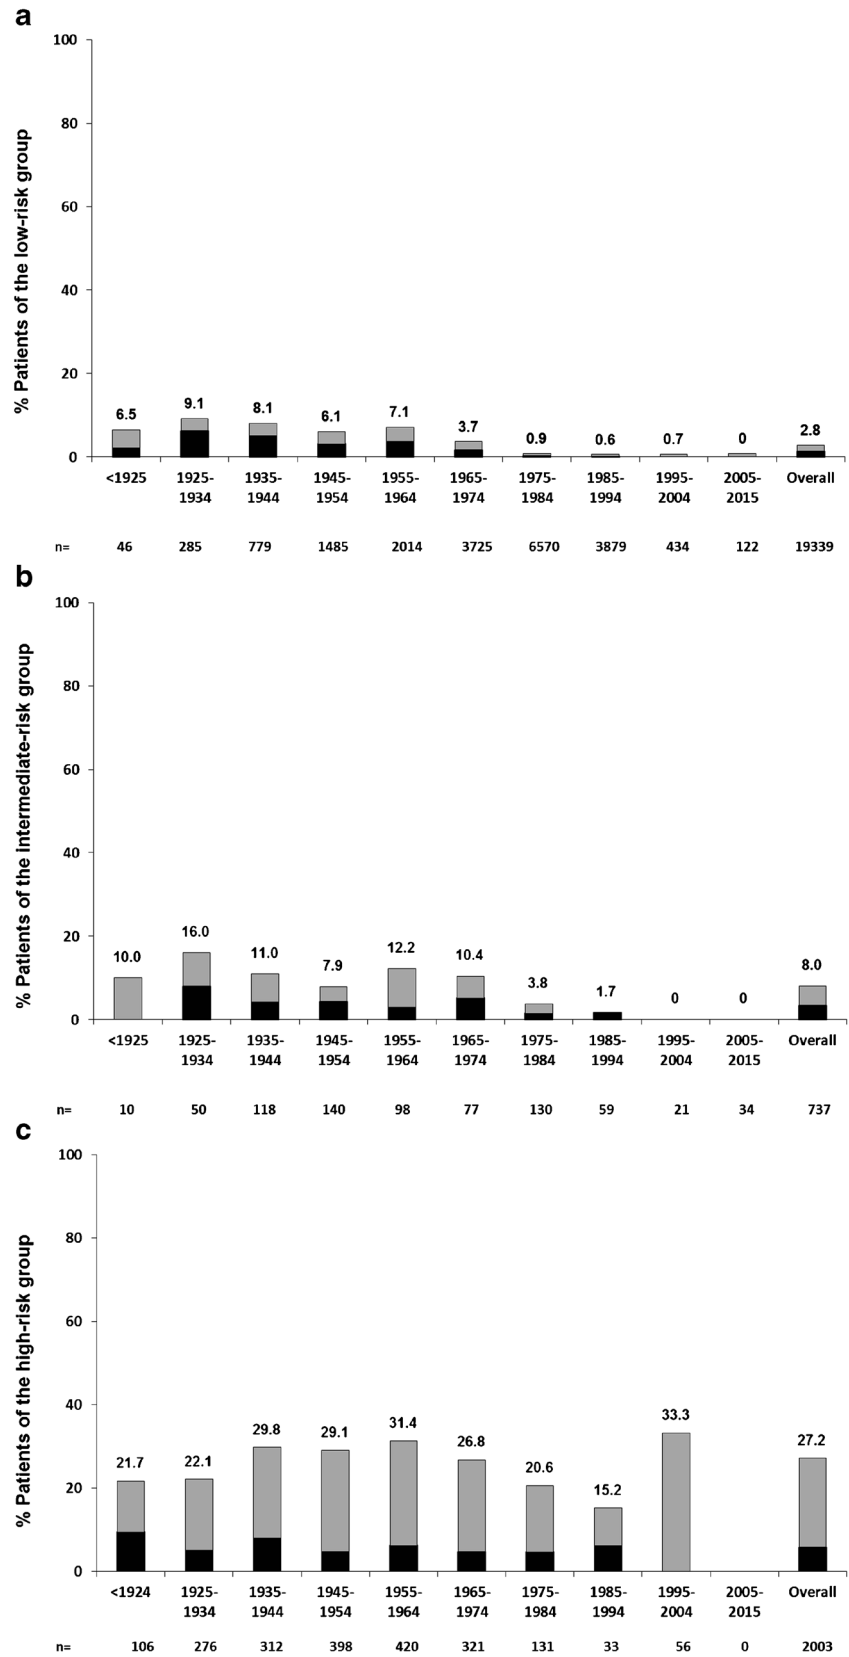 a
% Patients of the low-risk group
100
80
60
40
20
0
6.5 9.1 8.1 6.1 7.1 3.7 0.9 0.6 0.7 0 2.8
<1925 1925- 1935- 1945- 1955- 1965- 1975- 1985- 1995- 2005- Overall
1934 1944 1954 1964 1974 1984 1994 2004 2015
n= 46 285 779 1485 2014 3725 6570 3879 434 122 19339
b
% Patients of the intermediate-risk group
100
80
60
40
20
0
10.0 16.0 11.0 7.9 12.2 10.4 3.8 1.7 0 0 8.0
<1925 1925- 1935- 1945- 1955- 1965- 1975- 1985- 1995- 2005- Overall
1934 1944 1954 1964 1974 1984 1994 2004 2015
n= 10 50 118 140 98 77 130 59 21 34 737
c
% Patients of the high-risk group
100
80
60
40
20
0
21.7 22.1 29.8 29.1 31.4 26.8 20.6 15.2 33.3 27.2
<1924 1925- 1935- 1945- 1955- 1965- 1975- 1985- 1995- 2005- Overall
1934 1944 1954 1964 1974 1984 1994 2004 2015
n= 106 276 312 398 420 321 131 33 56 0 2003